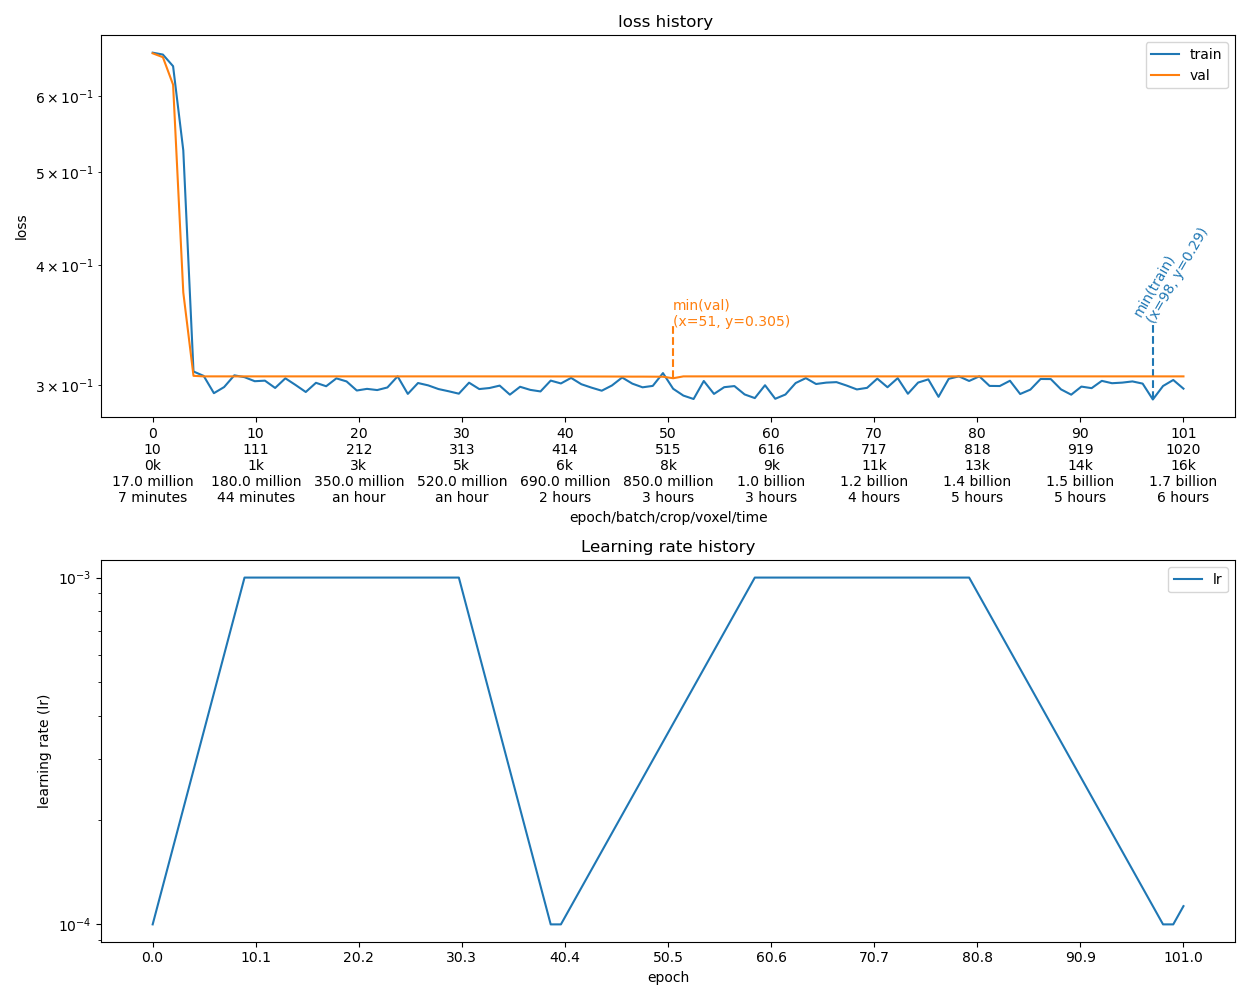 loss history
train
val
6 × 10⁻¹
5 × 10⁻¹
4 × 10⁻¹
3 × 10⁻¹
loss
min(val)
(x=51, y=0.305)
min(train)
(x=98, y=0.29)
0 10 20 30 40 50 60 70 80 90 101
10 111 212 313 414 515 616 717 818 919 1020
0k 1k 3k 5k 6k 8k 9k 11k 13k 14k 16k
17.0 million 180.0 million 350.0 million 520.0 million 690.0 million 850.0 million 1.0 billion 1.2 billion 1.4 billion 1.5 billion 1.7 billion
7 minutes 44 minutes an hour an hour 2 hours 3 hours 3 hours 4 hours 5 hours 5 hours 6 hours
epoch/batch/crop/voxel/time
Learning rate history
lr
10⁻³
10⁻⁴
learning rate (lr)
0.0 10.1 20.2 30.3 40.4 50.5 60.6 70.7 80.8 90.9 101.0
epoch